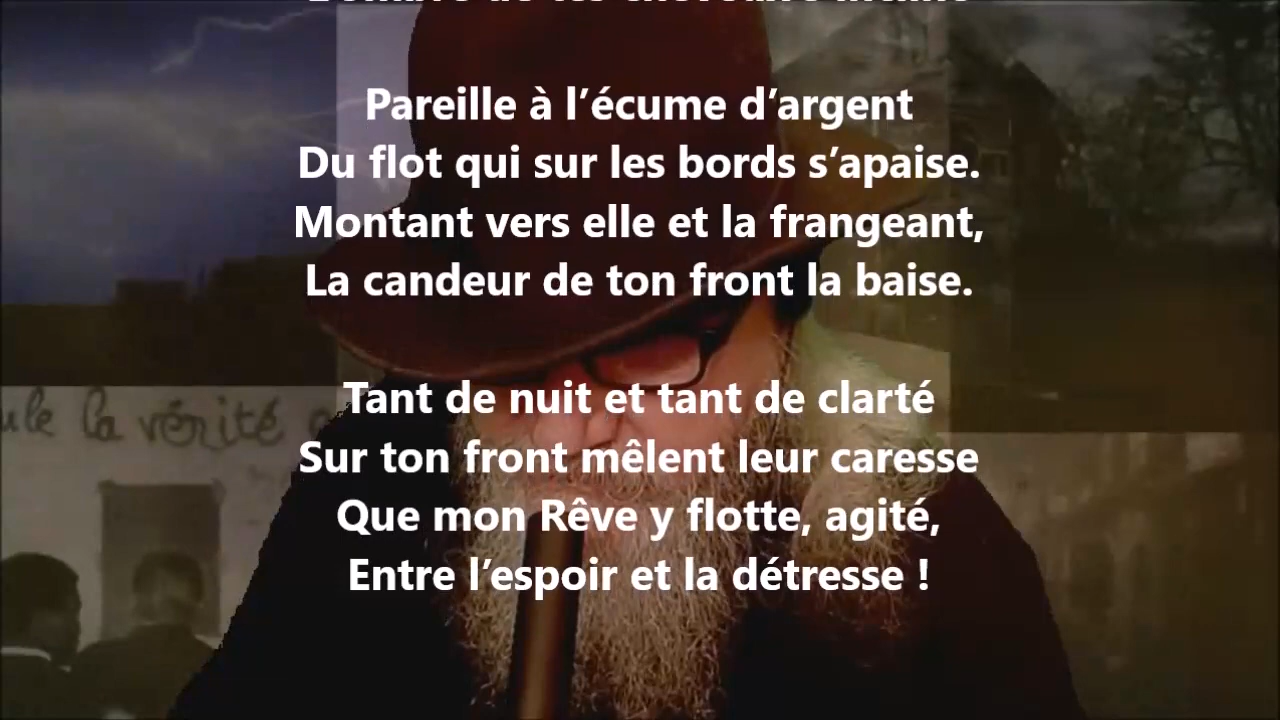 Pareille à l’écume d’argent
Du flot qui sur les bords s’apaise.
Montant vers elle et la frangeant,
La candeur de ton front la baise.
Tant de nuit et tant de clarté
Sur ton front mêlent leur caresse
Que mon Rêve y flotte, agité,
Entre l’espoir et la détresse !
la vérité